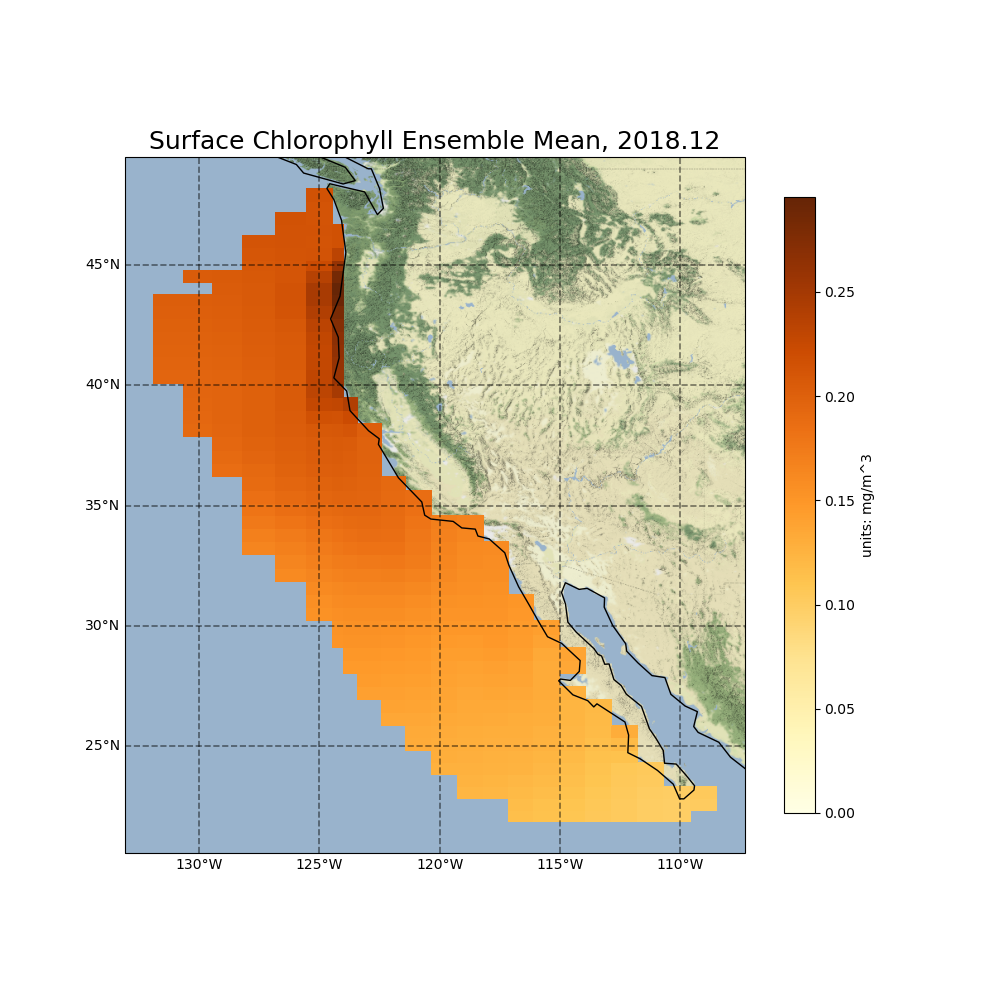 Surface Chlorophyll Ensemble Mean, 2018.12
45°N
40°N
35°N
30°N
25°N
130°W
125°W
120°W
115°W
110°W
0.25
0.20
0.15
0.10
0.05
0.00
units: mg/m^3